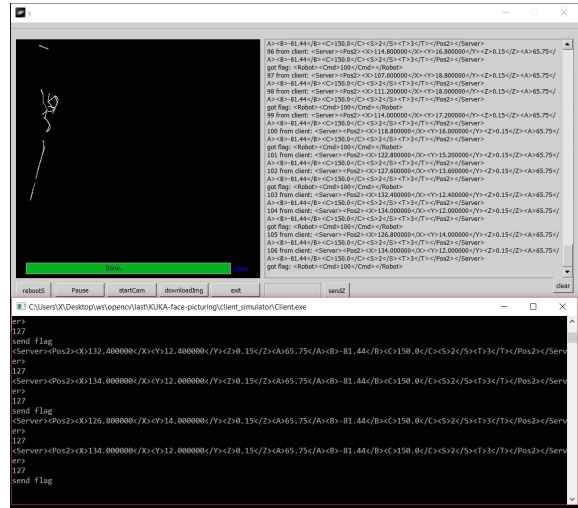 x
A><B>-81.44</B><C>150.0</C><S>2</S><T>3</T></Pos2></Server>
96 from client: <Server><Pos2><X>114.800000</X><Y>16.800000</Y><Z>0.15</Z><A>65.75</
A><B>-81.44</B><C>150.0</C><S>2</S><T>3</T></Pos2></Server>
got flag: <Robot><Cmd>100</Cmd></Robot>
97 from client: <Server><Pos2><X>107.600000</X><Y>18.800000</Y><Z>0.15</Z><A>65.75</
A><B>-81.44</B><C>150.0</C><S>2</S><T>3</T></Pos2></Server>
98 from client: <Server><Pos2><X>111.200000</X><Y>18.000000</Y><Z>0.15</Z><A>65.75</
A><B>-81.44</B><C>150.0</C><S>2</S><T>3</T></Pos2></Server>
got flag: <Robot><Cmd>100</Cmd></Robot>
99 from client: <Server><Pos2><X>114.000000</X><Y>17.200000</Y><Z>0.15</Z><A>65.75</
A><B>-81.44</B><C>150.0</C><S>2</S><T>3</T></Pos2></Server>
got flag: <Robot><Cmd>100</Cmd></Robot>
100 from client: <Server><Pos2><X>118.800000</X><Y>16.000000</Y><Z>0.15</Z><A>65.75</
A><B>-81.44</B><C>150.0</C><S>2</S><T>3</T></Pos2></Server>
got flag: <Robot><Cmd>100</Cmd></Robot>
101 from client: <Server><Pos2><X>122.800000</X><Y>15.200000</Y><Z>0.15</Z><A>65.75</
A><B>-81.44</B><C>150.0</C><S>2</S><T>3</T></Pos2></Server>
102 from client: <Server><Pos2><X>127.600000</X><Y>13.600000</Y><Z>0.15</Z><A>65.75</
A><B>-81.44</B><C>150.0</C><S>2</S><T>3</T></Pos2></Server>
got flag: <Robot><Cmd>100</Cmd></Robot>
103 from client: <Server><Pos2><X>132.400000</X><Y>12.400000</Y><Z>0.15</Z><A>65.75</
A><B>-81.44</B><C>150.0</C><S>2</S><T>3</T></Pos2></Server>
104 from client: <Server><Pos2><X>134.000000</X><Y>12.000000</Y><Z>0.15</Z><A>65.75</
A><B>-81.44</B><C>150.0</C><S>2</S><T>3</T></Pos2></Server>
got flag: <Robot><Cmd>100</Cmd></Robot>
105 from client: <Server><Pos2><X>126.800000</X><Y>14.000000</Y><Z>0.15</Z><A>65.75</
A><B>-81.44</B><C>150.0</C><S>2</S><T>3</T></Pos2></Server>
106 from client: <Server><Pos2><X>134.000000</X><Y>12.000000</Y><Z>0.15</Z><A>65.75</
A><B>-81.44</B><C>150.0</C><S>2</S><T>3</T></Pos2></Server>
got flag: <Robot><Cmd>100</Cmd></Robot>
Done.
rebootS Pause startCam downloadImg exit sendZ clear
C:\Users\X\Desktop\ws\opencv\last\KUKA-face-picturing\client_simulator\Client.exe
er>
127
send flag
<Server><Pos2><X>132.400000</X><Y>12.400000</Y><Z>0.15</Z><A>65.75</A><B>-81.44</B><C>150.0</C><S>2</S><T>3</T></Pos2></Serv
er>
127
<Server><Pos2><X>134.000000</X><Y>12.000000</Y><Z>0.15</Z><A>65.75</A><B>-81.44</B><C>150.0</C><S>2</S><T>3</T></Pos2></Serv
er>
127
send flag
<Server><Pos2><X>126.800000</X><Y>14.000000</Y><Z>0.15</Z><A>65.75</A><B>-81.44</B><C>150.0</C><S>2</S><T>3</T></Pos2></Serv
er>
127
<Server><Pos2><X>134.000000</X><Y>12.000000</Y><Z>0.15</Z><A>65.75</A><B>-81.44</B><C>150.0</C><S>2</S><T>3</T></Pos2></Serv
er>
127
send flag